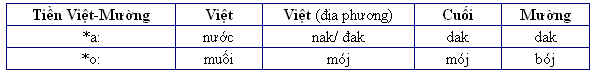 Tiền Việt-Mường Việt Việt (địa phương) Cuối Mường
*a: nước nak/ đak dak dak
*o: muối mój mój bój